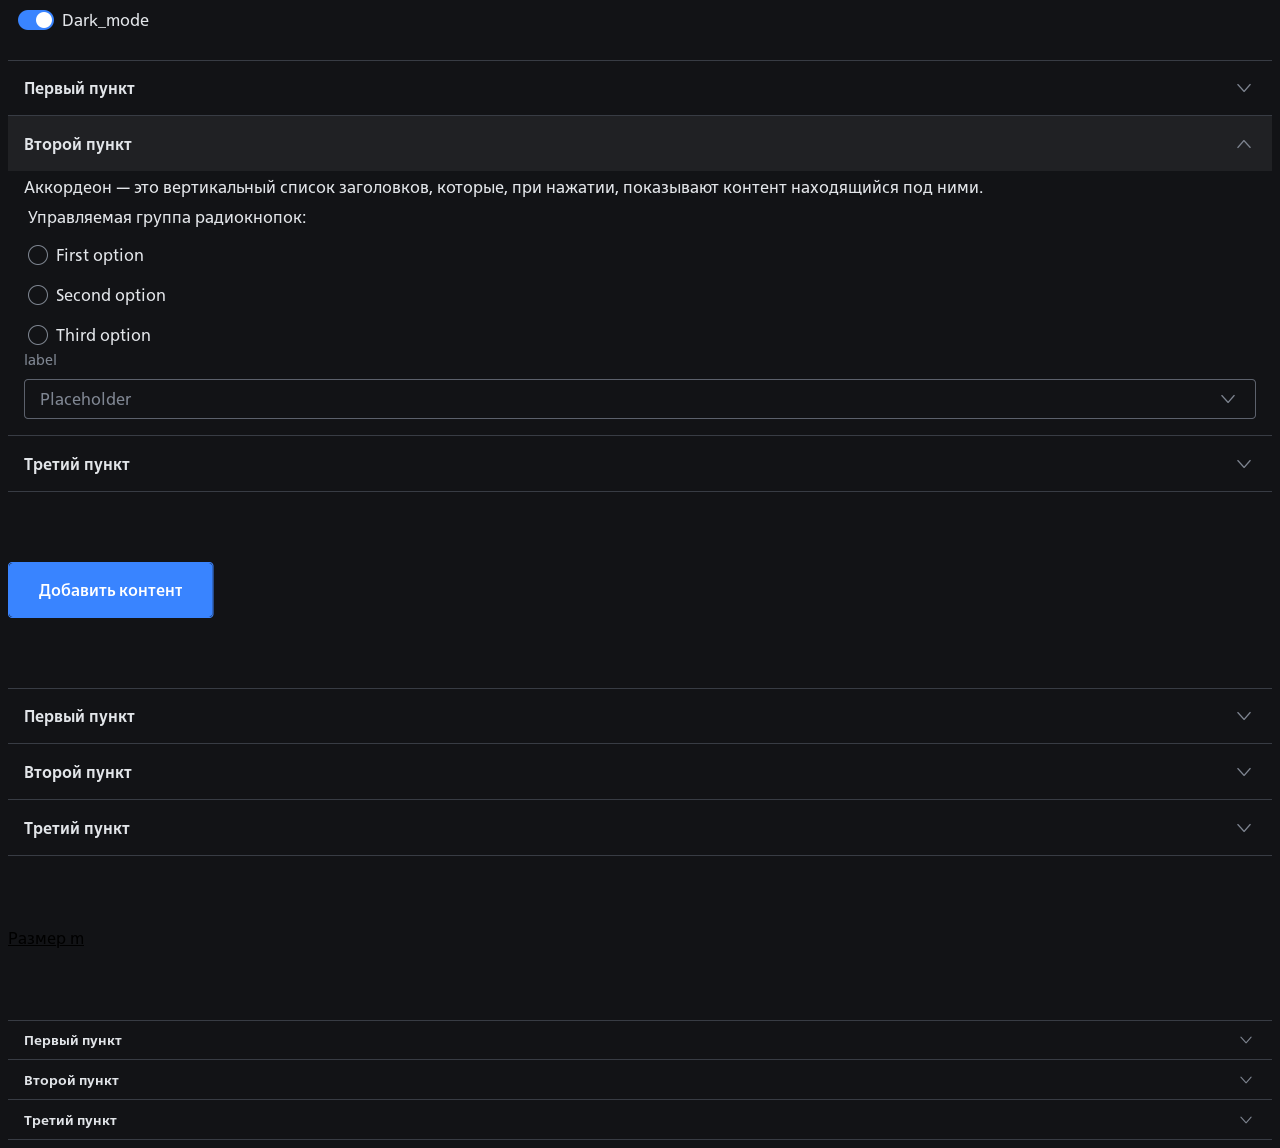 Dark_mode
Первый пункт
Второй пункт
Аккордеон — это вертикальный список заголовков, которые, при нажатии, показывают контент находящийся под ними.
Управляемая группа радиокнопок:
First option
Second option
Third option
label
Placeholder
Третий пункт
Добавить контент
Первый пункт
Второй пункт
Третий пункт
Размер m
Первый пункт
Второй пункт
Третий пункт